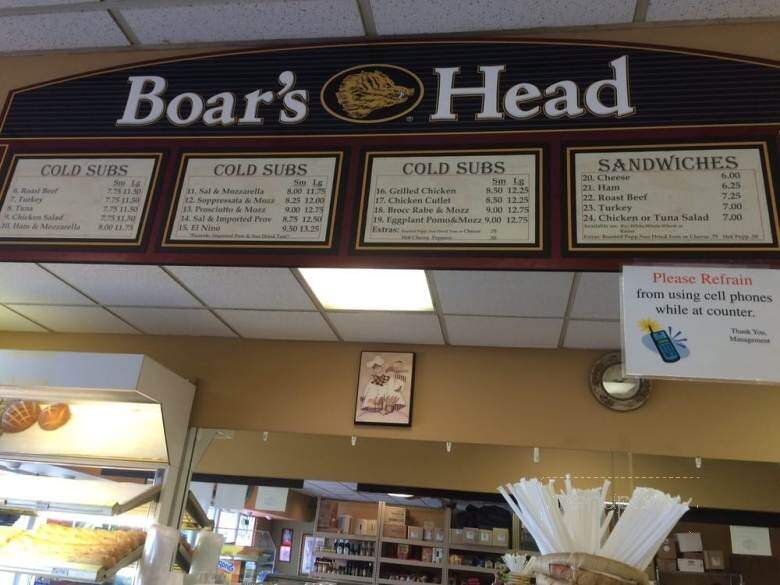 Boar's Head
COLD SUBS
Sm Lg
6. Roast Beef 7.75 11.50
7. Turkey 7.75 11.50
8. Tuna 7.75 11.50
9. Chicken Salad 7.75 11.50
10. Ham & Mozzarella 8.00 11.75
COLD SUBS
Sm Lg
11. Sal & Mozzarella 8.00 11.75
12. Soppressata & Mozz 8.25 12.00
13. Prosciutto & Mozz 9.00 12.75
14. Sal & Imported Prov 8.75 12.50
15. El Nino 9.50 13.25
COLD SUBS
Sm Lg
16. Grilled Chicken 8.50 12.25
17. Chicken Cutlet 8.50 12.25
18. Brocc Rabe & Mozz 9.00 12.75
19. Eggplant Pomo&Mozz 9.00 12.75
Extras:
Hot Cherry Peppers .50
SANDWICHES
20. Cheese 6.00
21. Ham 6.25
22. Roast Beef 7.25
23. Turkey 7.00
24. Chicken or Tuna Salad 7.00
Please Refrain
from using cell phones
while at counter.
Thank You,
Management